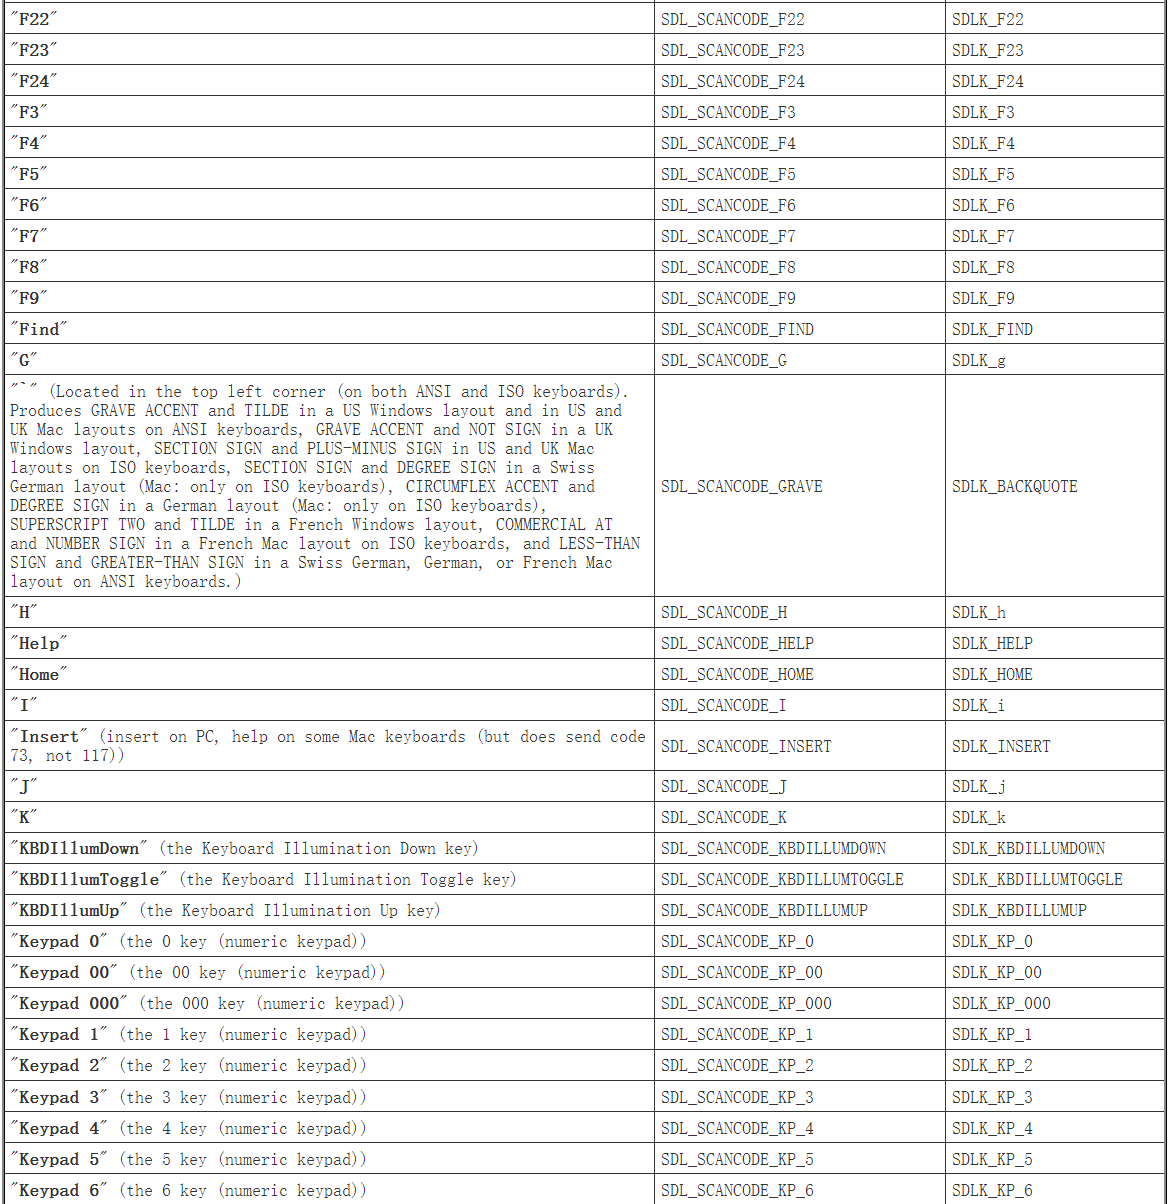 "F22" SDL_SCANCODE_F22 SDLK_F22
"F23" SDL_SCANCODE_F23 SDLK_F23
"F24" SDL_SCANCODE_F24 SDLK_F24
"F3" SDL_SCANCODE_F3 SDLK_F3
"F4" SDL_SCANCODE_F4 SDLK_F4
"F5" SDL_SCANCODE_F5 SDLK_F5
"F6" SDL_SCANCODE_F6 SDLK_F6
"F7" SDL_SCANCODE_F7 SDLK_F7
"F8" SDL_SCANCODE_F8 SDLK_F8
"F9" SDL_SCANCODE_F9 SDLK_F9
"Find" SDL_SCANCODE_FIND SDLK_FIND
"G" SDL_SCANCODE_G SDLK_g
"`" (Located in the top left corner (on both ANSI and ISO keyboards).
Produces GRAVE ACCENT and TILDE in a US Windows layout and in US and
UK Mac layouts on ANSI keyboards, GRAVE ACCENT and NOT SIGN in a UK
Windows layout, SECTION SIGN and PLUS-MINUS SIGN in US and UK Mac
layouts on ISO keyboards, SECTION SIGN and DEGREE SIGN in a Swiss
German layout (Mac: only on ISO keyboards), CIRCUMFLEX ACCENT and
DEGREE SIGN in a German layout (Mac: only on ISO keyboards),
SUPERSCRIPT TWO and TILDE in a French Windows layout, COMMERCIAL AT
and NUMBER SIGN in a French Mac layout on ISO keyboards, and LESS-THAN
SIGN and GREATER-THAN SIGN in a Swiss German, German, or French Mac
layout on ANSI keyboards.)
SDL_SCANCODE_GRAVE SDLK_BACKQUOTE
"H" SDL_SCANCODE_H SDLK_h
"Help" SDL_SCANCODE_HELP SDLK_HELP
"Home" SDL_SCANCODE_HOME SDLK_HOME
"I" SDL_SCANCODE_I SDLK_i
"Insert" (insert on PC, help on some Mac keyboards (but does send code
73, not 117))
SDL_SCANCODE_INSERT SDLK_INSERT
"J" SDL_SCANCODE_J SDLK_j
"K" SDL_SCANCODE_K SDLK_k
"KBDIllumDown" (the Keyboard Illumination Down key) SDL_SCANCODE_KBDILLUMDOWN SDLK_KBDILLUMDOWN
"KBDIllumToggle" (the Keyboard Illumination Toggle key) SDL_SCANCODE_KBDILLUMTOGGLE SDLK_KBDILLUMTOGGLE
"KBDIllumUp" (the Keyboard Illumination Up key) SDL_SCANCODE_KBDILLUMUP SDLK_KBDILLUMUP
"Keypad 0" (the 0 key (numeric keypad)) SDL_SCANCODE_KP_0 SDLK_KP_0
"Keypad 00" (the 00 key (numeric keypad)) SDL_SCANCODE_KP_00 SDLK_KP_00
"Keypad 000" (the 000 key (numeric keypad)) SDL_SCANCODE_KP_000 SDLK_KP_000
"Keypad 1" (the 1 key (numeric keypad)) SDL_SCANCODE_KP_1 SDLK_KP_1
"Keypad 2" (the 2 key (numeric keypad)) SDL_SCANCODE_KP_2 SDLK_KP_2
"Keypad 3" (the 3 key (numeric keypad)) SDL_SCANCODE_KP_3 SDLK_KP_3
"Keypad 4" (the 4 key (numeric keypad)) SDL_SCANCODE_KP_4 SDLK_KP_4
"Keypad 5" (the 5 key (numeric keypad)) SDL_SCANCODE_KP_5 SDLK_KP_5
"Keypad 6" (the 6 key (numeric keypad)) SDL_SCANCODE_KP_6 SDLK_KP_6